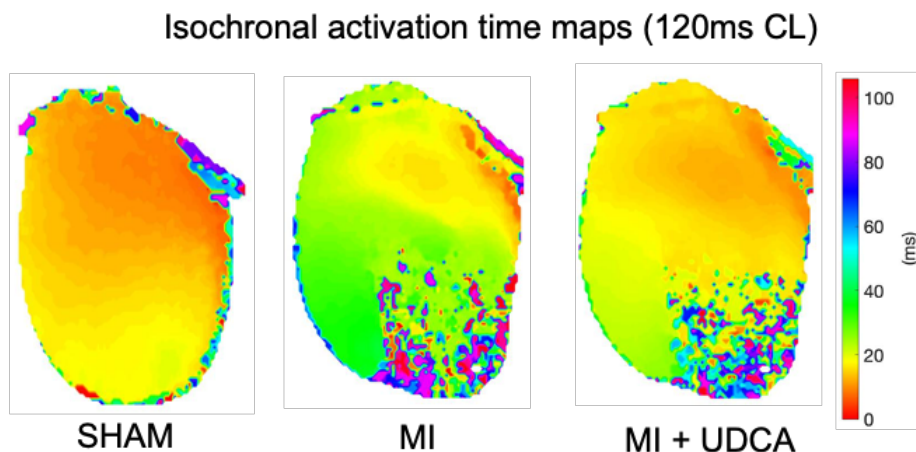 Isochronal activation time maps (120ms CL)
100
80
60
40
20
0
(ms)
SHAM
MI
MI + UDCA